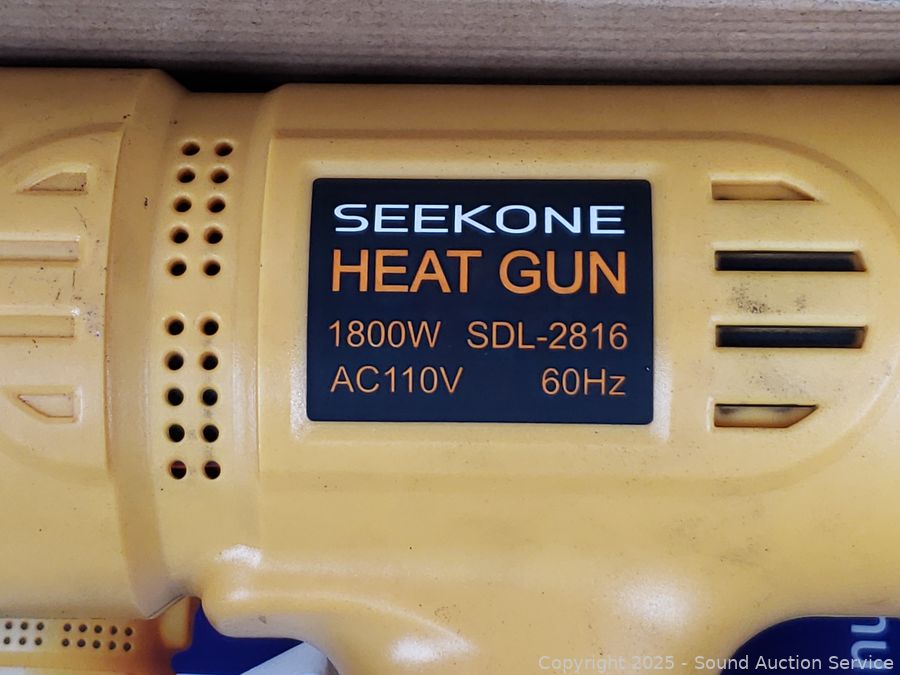 SEEKONE
HEAT GUN
1800W SDL-2816
AC110V 60Hz
Copyright 2025 - Sound Auction Service